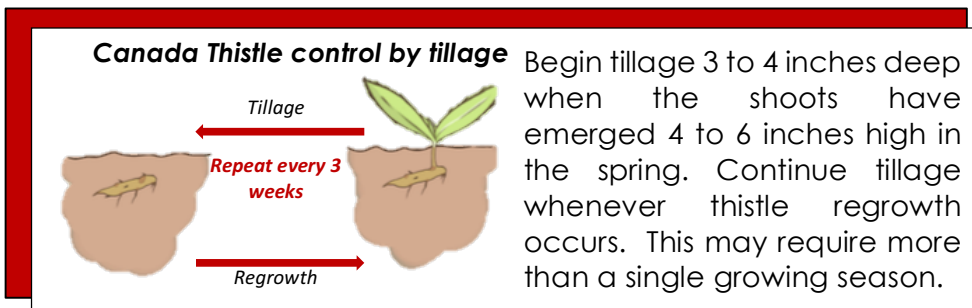 Canada Thistle control by tillage
Tillage
Repeat every 3
weeks
Regrowth
Begin tillage 3 to 4 inches deep
when the shoots have
emerged 4 to 6 inches high in
the spring. Continue tillage
whenever thistle regrowth
occurs. This may require more
than a single growing season.